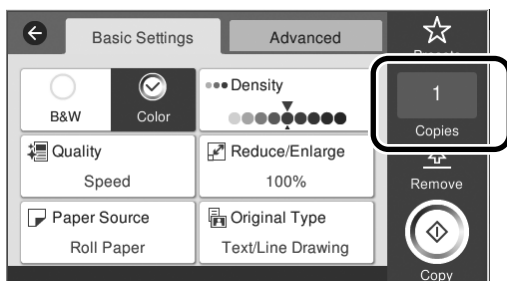 Basic Settings
Advanced
B&W
Color
Density
Quality
Speed
Reduce/Enlarge
100%
Paper Source
Roll Paper
Original Type
Text/Line Drawing
1
Copies
Remove
Copy